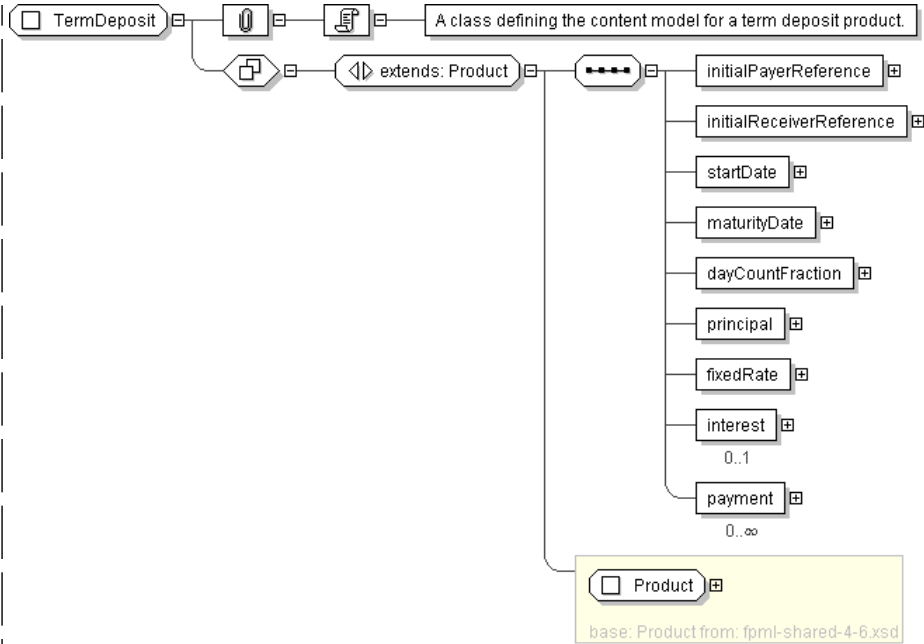 TermDeposit
A class defining the content model for a term deposit product.
extends: Product
initialPayerReference
initialReceiverReference
startDate
maturityDate
dayCountFraction
principal
fixedRate
interest
0..1
payment
0..∞
Product
base: Product from: fpml-shared-4-6.xsd